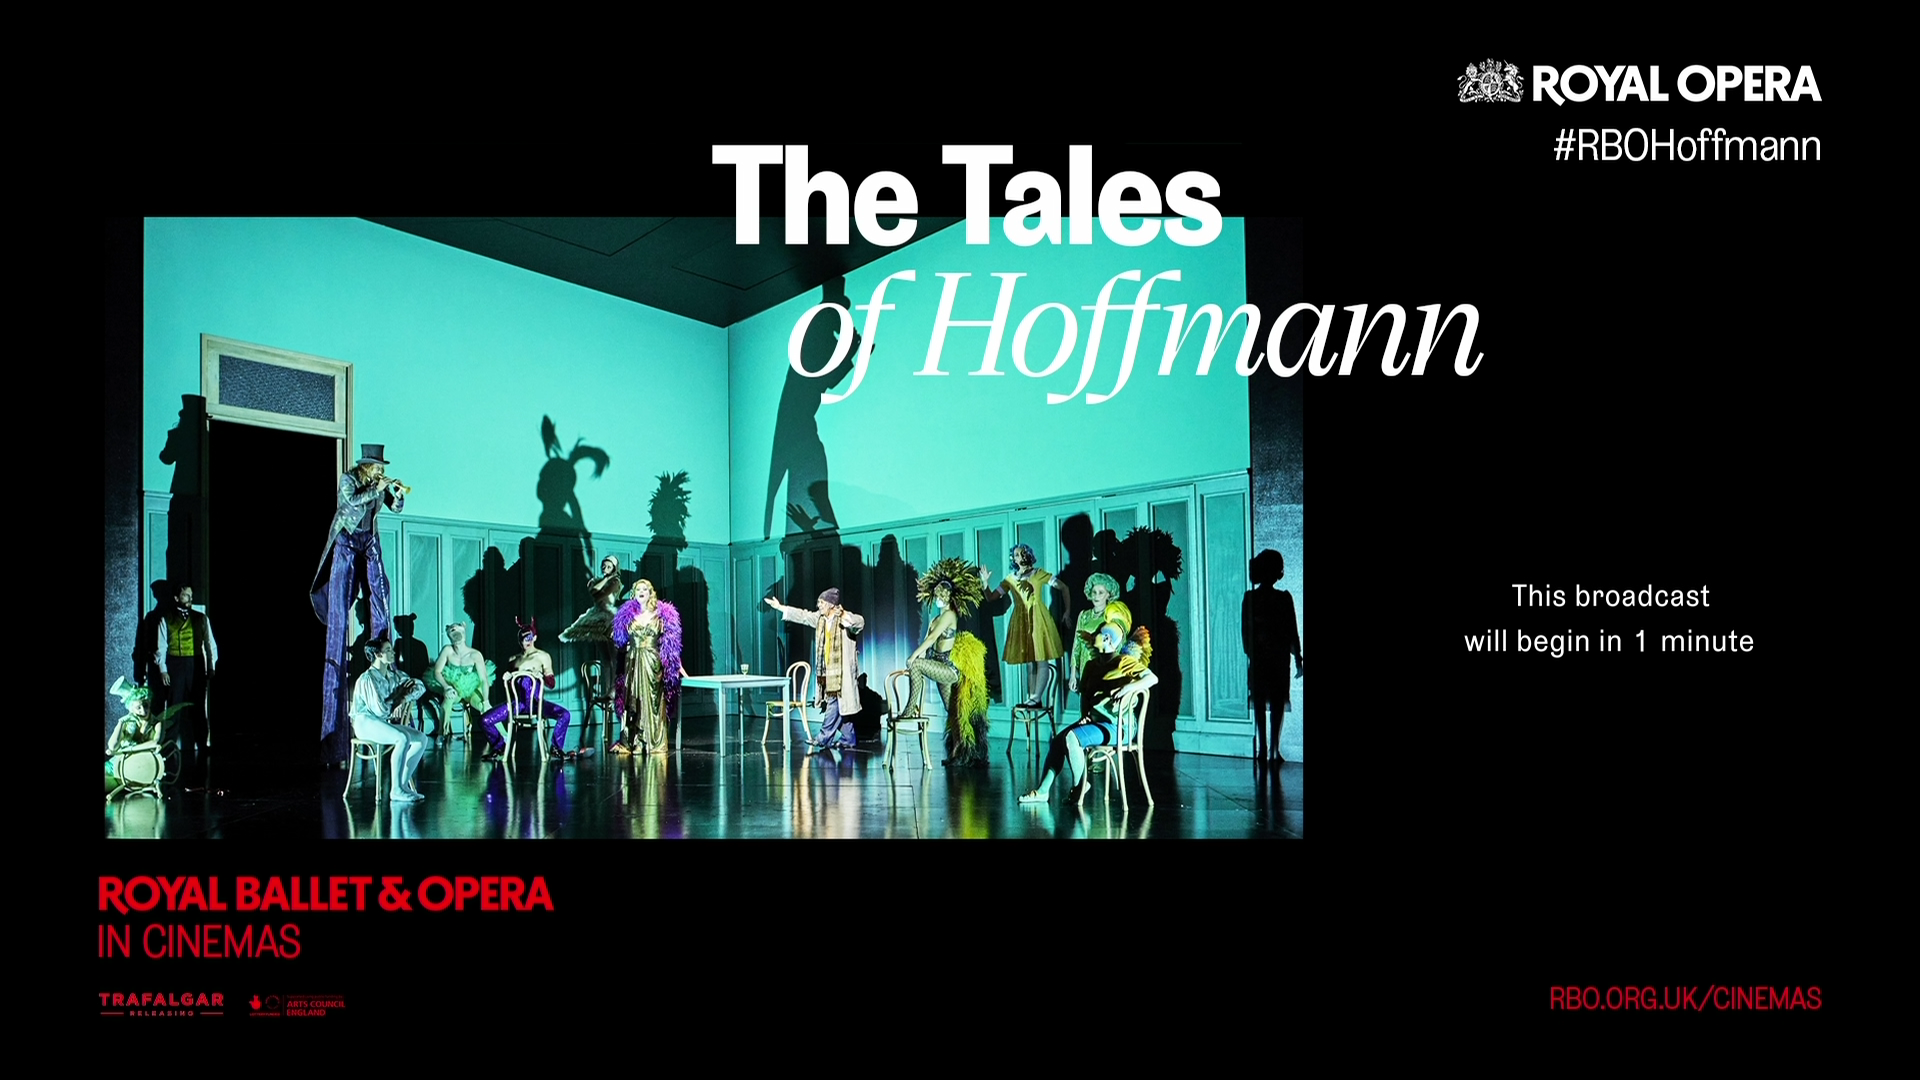 ROYAL OPERA
#RBOHoffmann
The Tales
of Hoffmann
This broadcast
will begin in 1 minute
ROYAL BALLET & OPERA
IN CINEMAS
TRAFALGAR
RELEASING
ARTS COUNCIL
ENGLAND
RBO.ORG.UK/CINEMAS